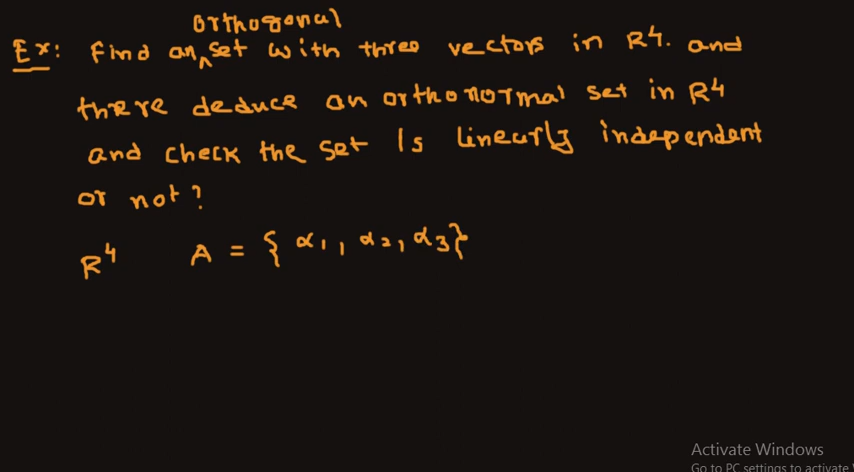 orthogonal
Ex: Find an ^ set with three vectors in R4. and
there deduce an orthonormal set in R4
and check the set Is linearly independent
or not?
R⁴ A = { α₁, α₂, α₃}
Activate Windows
Go to PC settings to activate